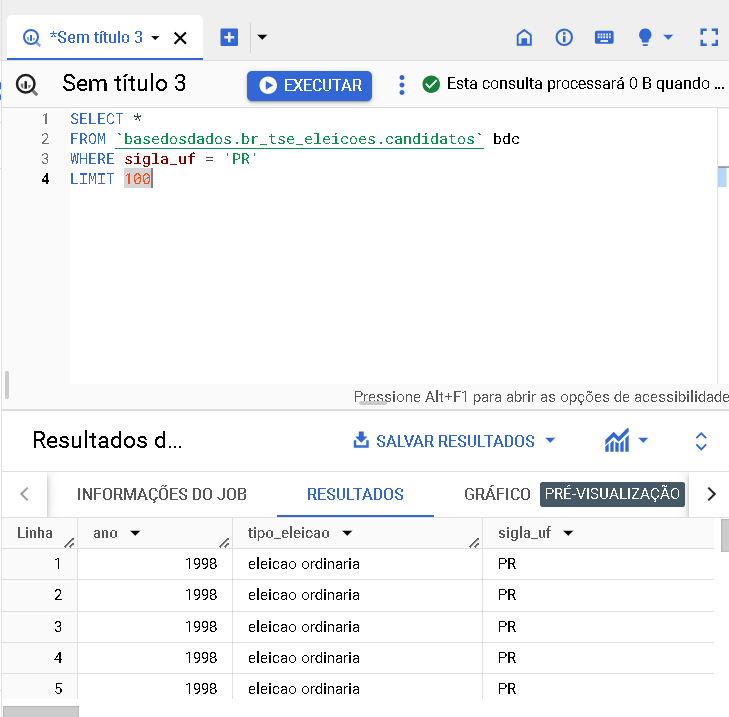 *Sem título 3
Sem título 3 EXECUTAR Esta consulta processará 0 B quando ...
1 SELECT *
2 FROM `basedosdados.br_tse_eleicoes.candidatos` bdc
3 WHERE sigla_uf = 'PR'
4 LIMIT 100
Pressione Alt+F1 para abrir as opções de acessibilidade
Resultados d... SALVAR RESULTADOS
INFORMAÇÕES DO JOB RESULTADOS GRÁFICO PRÉ-VISUALIZAÇÃO
Linha ano tipo_eleicao sigla_uf
1 1998 eleicao ordinaria PR
2 1998 eleicao ordinaria PR
3 1998 eleicao ordinaria PR
4 1998 eleicao ordinaria PR
5 1998 eleicao ordinaria PR